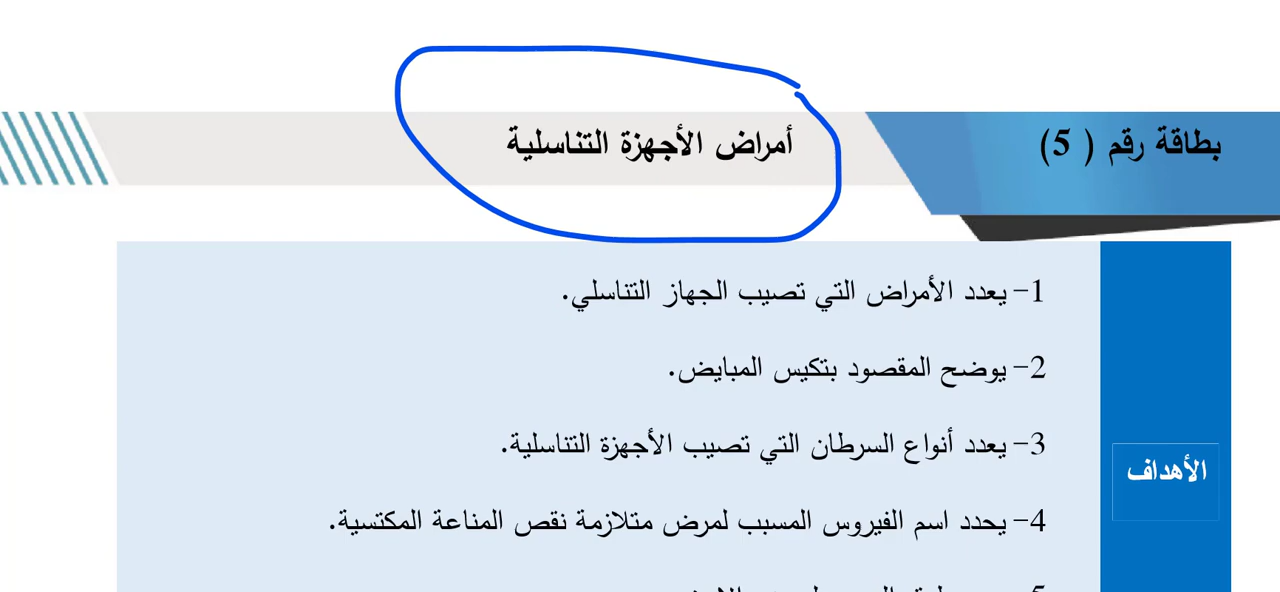 بطاقة رقم ( 5)
أمراض الأجهزة التناسلية
الأهداف
1- يعدد الأمراض التي تصيب الجهاز التناسلي.
2- يوضح المقصود بتكيس المبايض.
3- يعدد أنواع السرطان التي تصيب الأجهزة التناسلية.
4- يحدد اسم الفيروس المسبب لمرض متلازمة نقص المناعة المكتسبة.